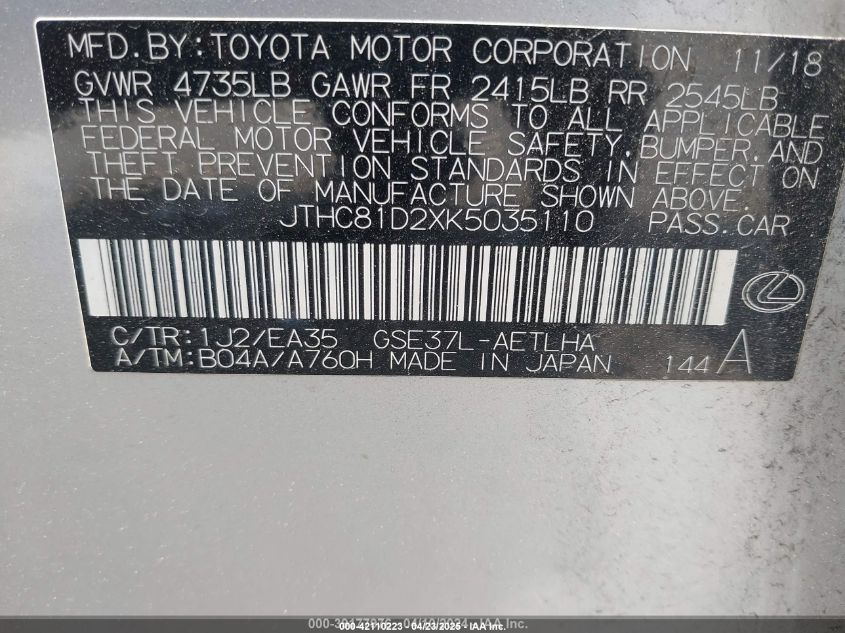 MFD. BY: TOYOTA MOTOR CORPORATION 11/18
GVWR 4735LB GAWR FR 2415LB RR 2545LB
THIS VEHICLE CONFORMS TO ALL APPLICABLE
FEDERAL MOTOR VEHICLE SAFETY, BUMPER, AND
THEFT PREVENTION STANDARDS IN EFFECT ON
THE DATE OF MANUFACTURE SHOWN ABOVE.
JTHC81D2XK5035110 PASS. CAR
C/TR: 1J2/EA35 GSE37L-AETLHA
A/TM: B04A/A760H MADE IN JAPAN 144 A
000-42110223 - 04/23/2025 - IAA Inc.